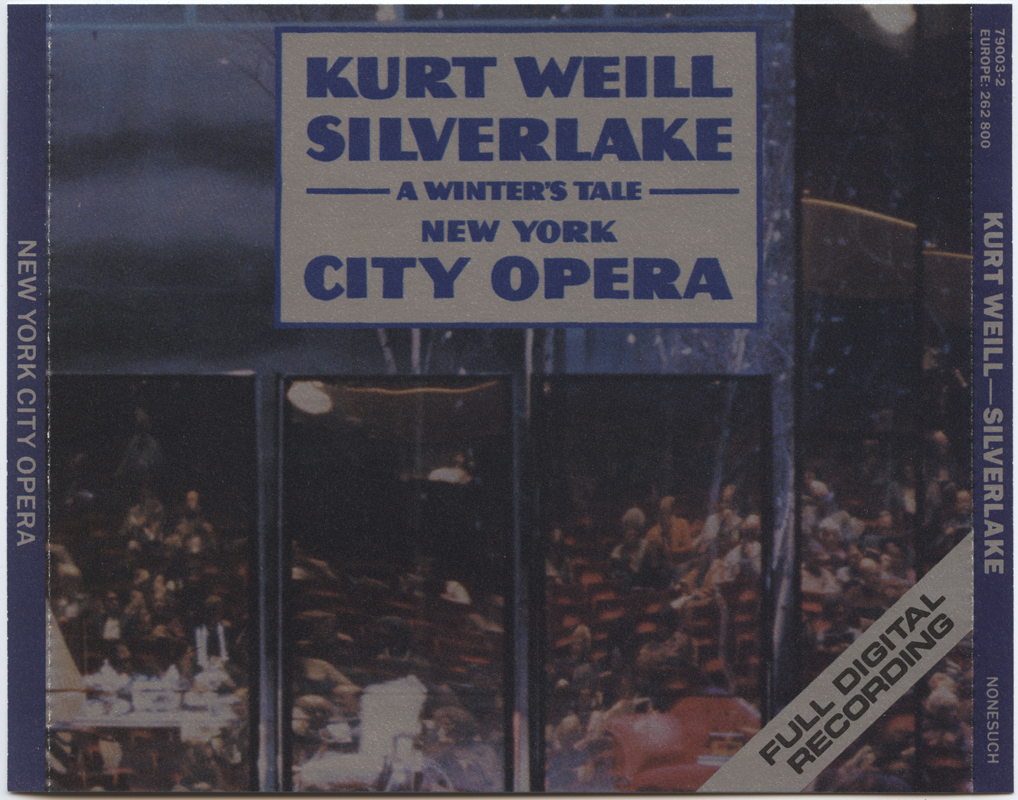 KURT WEILL
SILVERLAKE
A WINTER'S TALE
NEW YORK
CITY OPERA
NEW YORK CITY OPERA
79003-2
EUROPE: 262 800
KURT WEILL—SILVERLAKE
NONESUCH
FULL DIGITAL
RECORDING